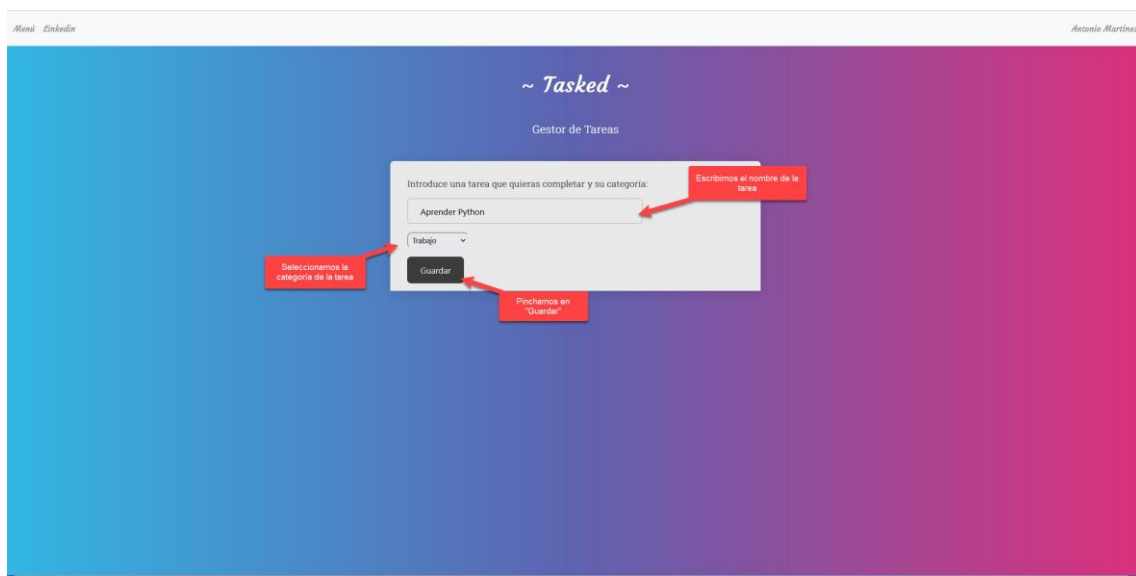 Menú Linkedin
Antonio Martínez
~ Tasked ~
Gestor de Tareas
Introduce una tarea que quieras completar y su categoría:
Escribimos el nombre de la
tarea
Aprender Python
Trabajo
Seleccionamos la
categoría de la tarea
Guardar
Pinchamos en
"Guardar"